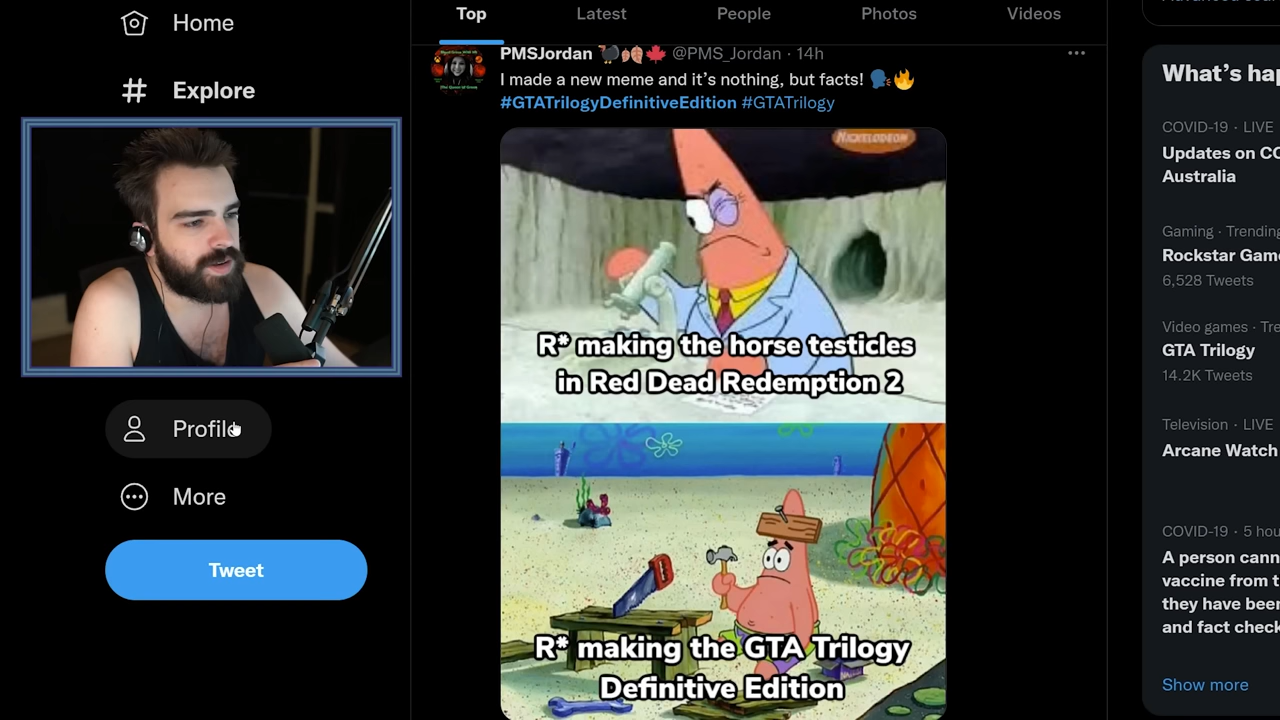 Home
Explore
Profile
More
Tweet
Top Latest People Photos Videos
PMSJordan @PMS_Jordan · 14h
I made a new meme and it's nothing, but facts!
#GTATrilogyDefinitiveEdition #GTATrilogy
NICKELODEON
R* making the horse testicles
in Red Dead Redemption 2
R* making the GTA Trilogy
Definitive Edition
What's ha
COVID-19 · LIVE
Updates on CO
Australia
Gaming · Trending
Rockstar Game
6,528 Tweets
Video games · Tre
GTA Trilogy
14.2K Tweets
Television · LIVE
Arcane Watch
COVID-19 · 5 hou
A person cann
vaccine from t
they have been
and fact check
Show more